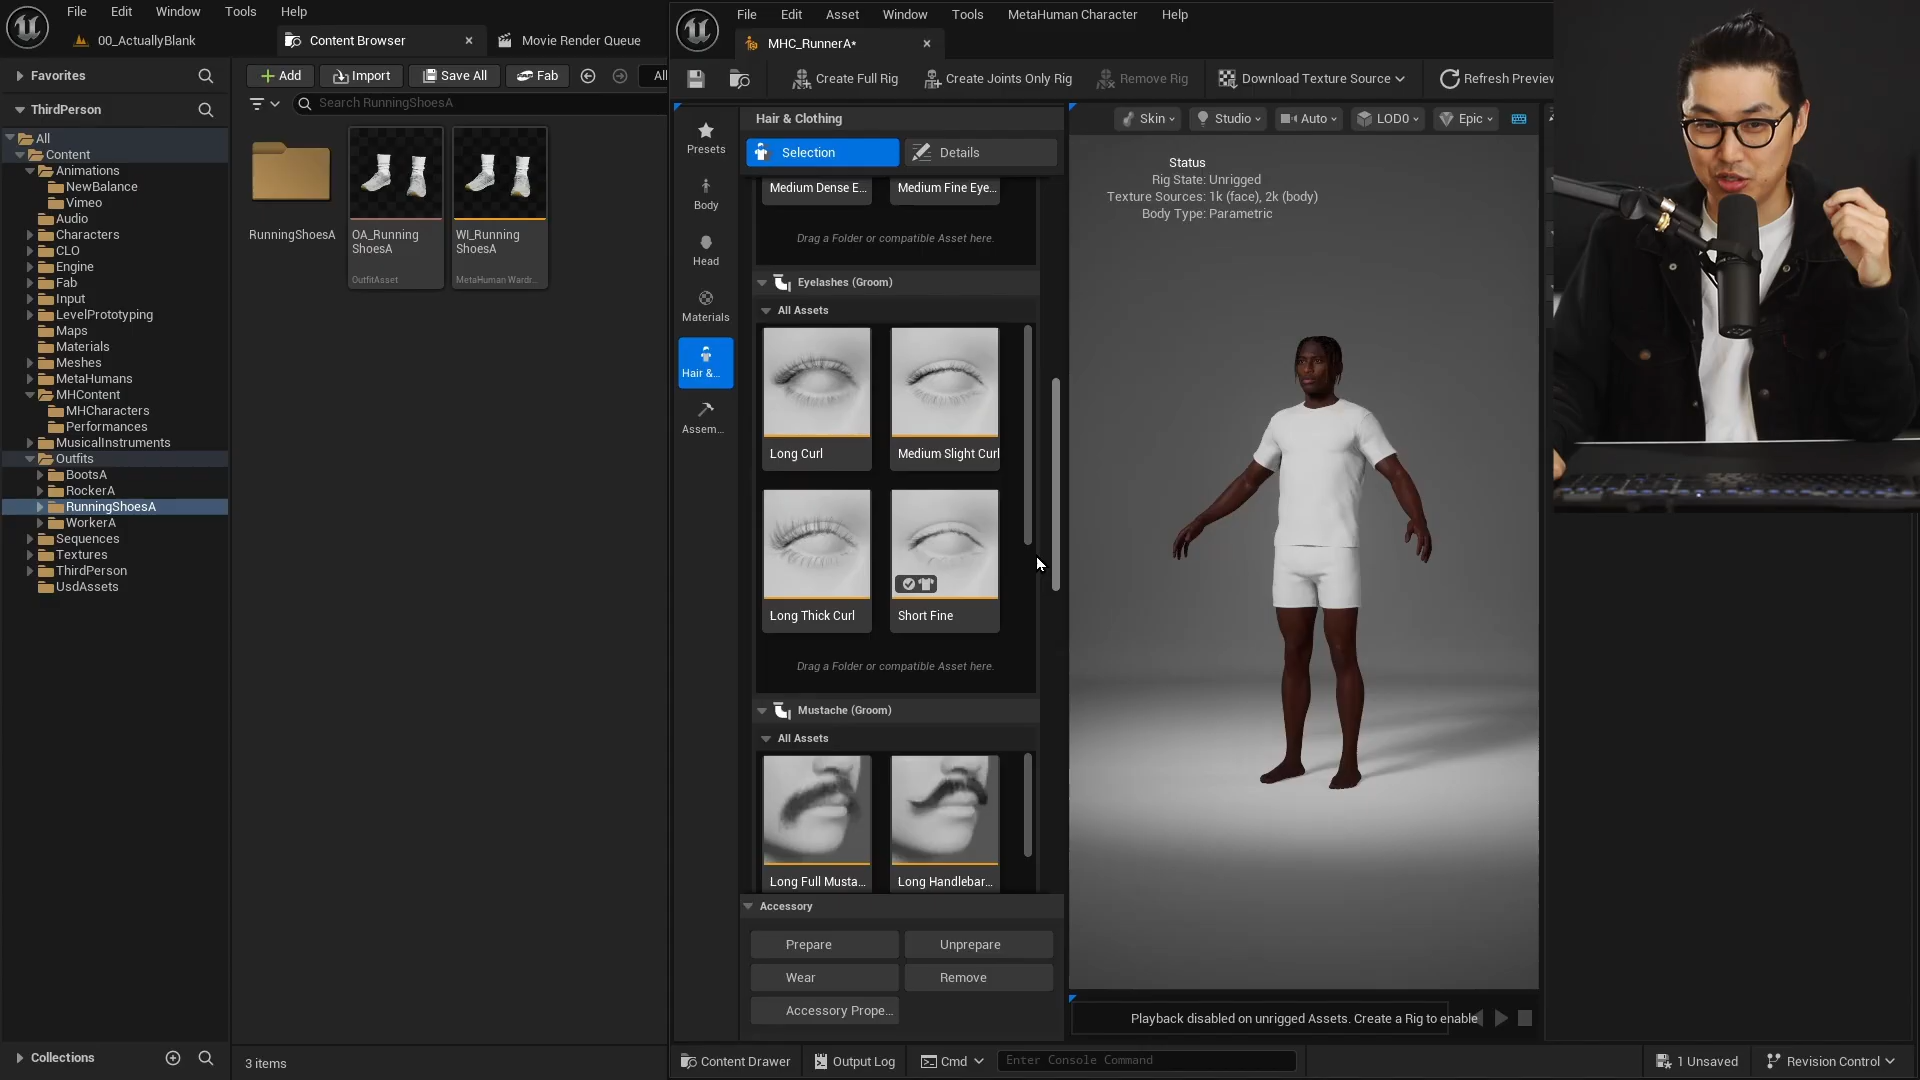 File Edit Window Tools Help
00_ActuallyBlank
Content Browser
Movie Render Queue
Favorites
ThirdPerson
All
Content
Animations
NewBalance
Vimeo
Audio
Characters
CLO
Engine
Fab
Input
LevelPrototyping
Maps
Materials
Meshes
MetaHumans
MHContent
MHCharacters
Performances
MusicalInstruments
Outfits
BootsA
RockerA
RunningShoesA
WorkerA
Sequences
Textures
ThirdPerson
UsdAssets
Collections
Add Import Save All Fab All
Search RunningShoesA
RunningShoesA
OA_Running
ShoesA
OutfitAsset
WI_Running
ShoesA
MetaHuman Wardr...
3 items
File Edit Asset Window Tools MetaHuman Character Help
MHC_RunnerA*
Create Full Rig Create Joints Only Rig Remove Rig Download Texture Source Refresh Preview
Presets
Body
Head
Materials
Hair &...
Assem...
Hair & Clothing
Selection Details
Medium Dense E... Medium Fine Eye...
Drag a Folder or compatible Asset here.
Eyelashes (Groom)
All Assets
Long Curl Medium Slight Curl
Long Thick Curl Short Fine
Drag a Folder or compatible Asset here.
Mustache (Groom)
All Assets
Long Full Musta... Long Handlebar...
Accessory
Prepare Unprepare
Wear Remove
Accessory Prope...
Skin Studio Auto LOD0 Epic
Status
Rig State: Unrigged
Texture Sources: 1k (face), 2k (body)
Body Type: Parametric
Playback disabled on unrigged Assets. Create a Rig to enable
Content Drawer Output Log Cmd Enter Console Command 1 Unsaved Revision Control